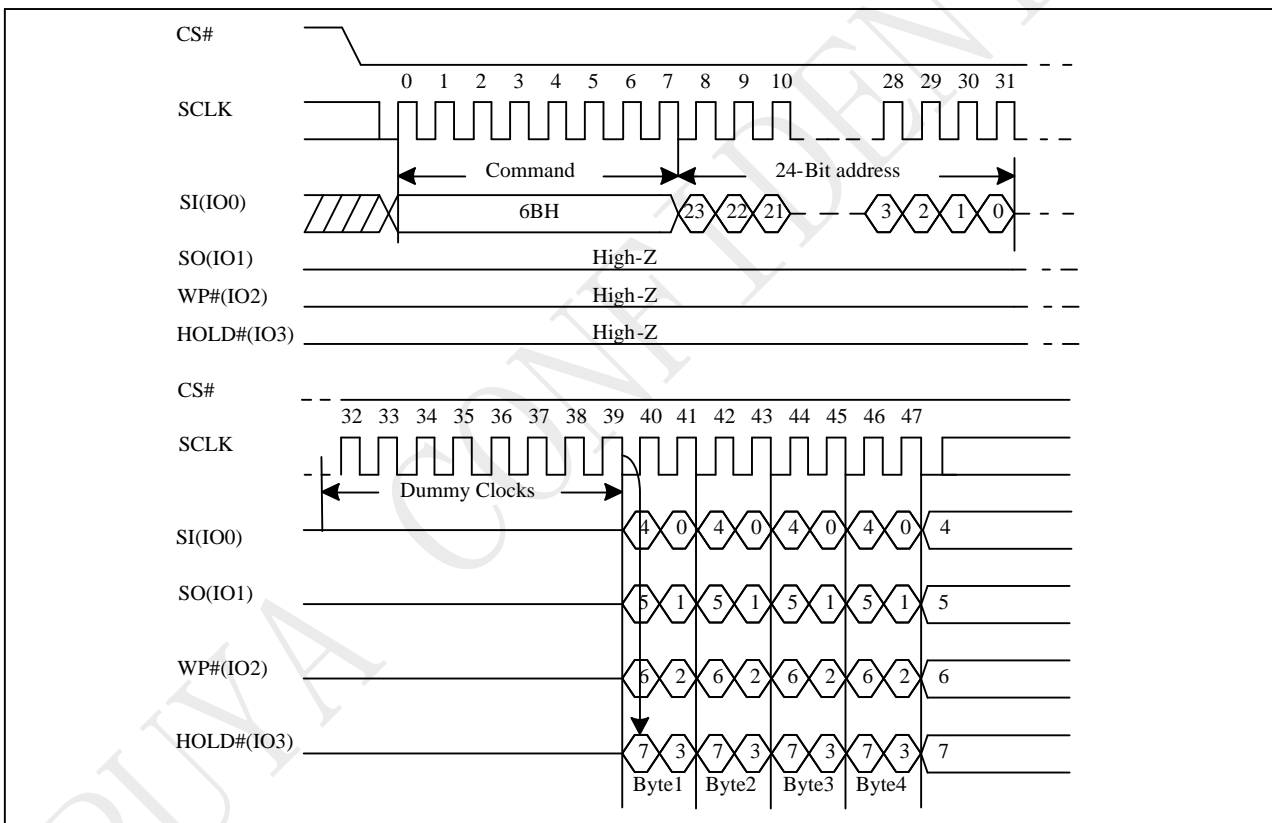 CS#
0 1 2 3 4 5 6 7 8 9 10 28 29 30 31
SCLK
Command 24-Bit address
SI(IO0) 6BH 23 22 21 3 2 1 0
SO(IO1) High-Z
WP#(IO2) High-Z
HOLD#(IO3) High-Z
CS#
32 33 34 35 36 37 38 39 40 41 42 43 44 45 46 47
SCLK
Dummy Clocks
SI(IO0) 4 0 4 0 4 0 4 0 4
SO(IO1) 5 1 5 1 5 1 5 1 5
WP#(IO2) 6 2 6 2 6 2 6 2 6
HOLD#(IO3) 7 3 7 3 7 3 7 3 7
Byte1 Byte2 Byte3 Byte4
PUYA CONFIDEN